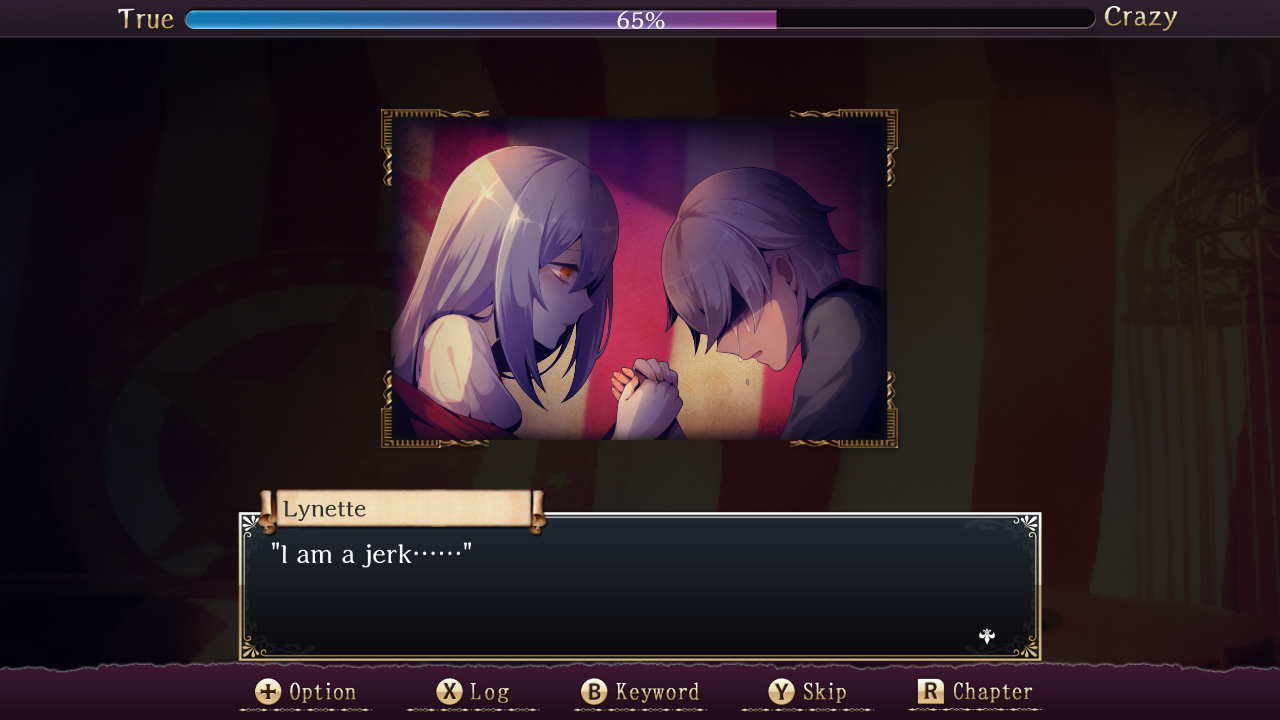 True 65% Crazy
Lynette
"I am a jerk⋯⋯"
+ Option X Log B Keyword Y Skip R Chapter